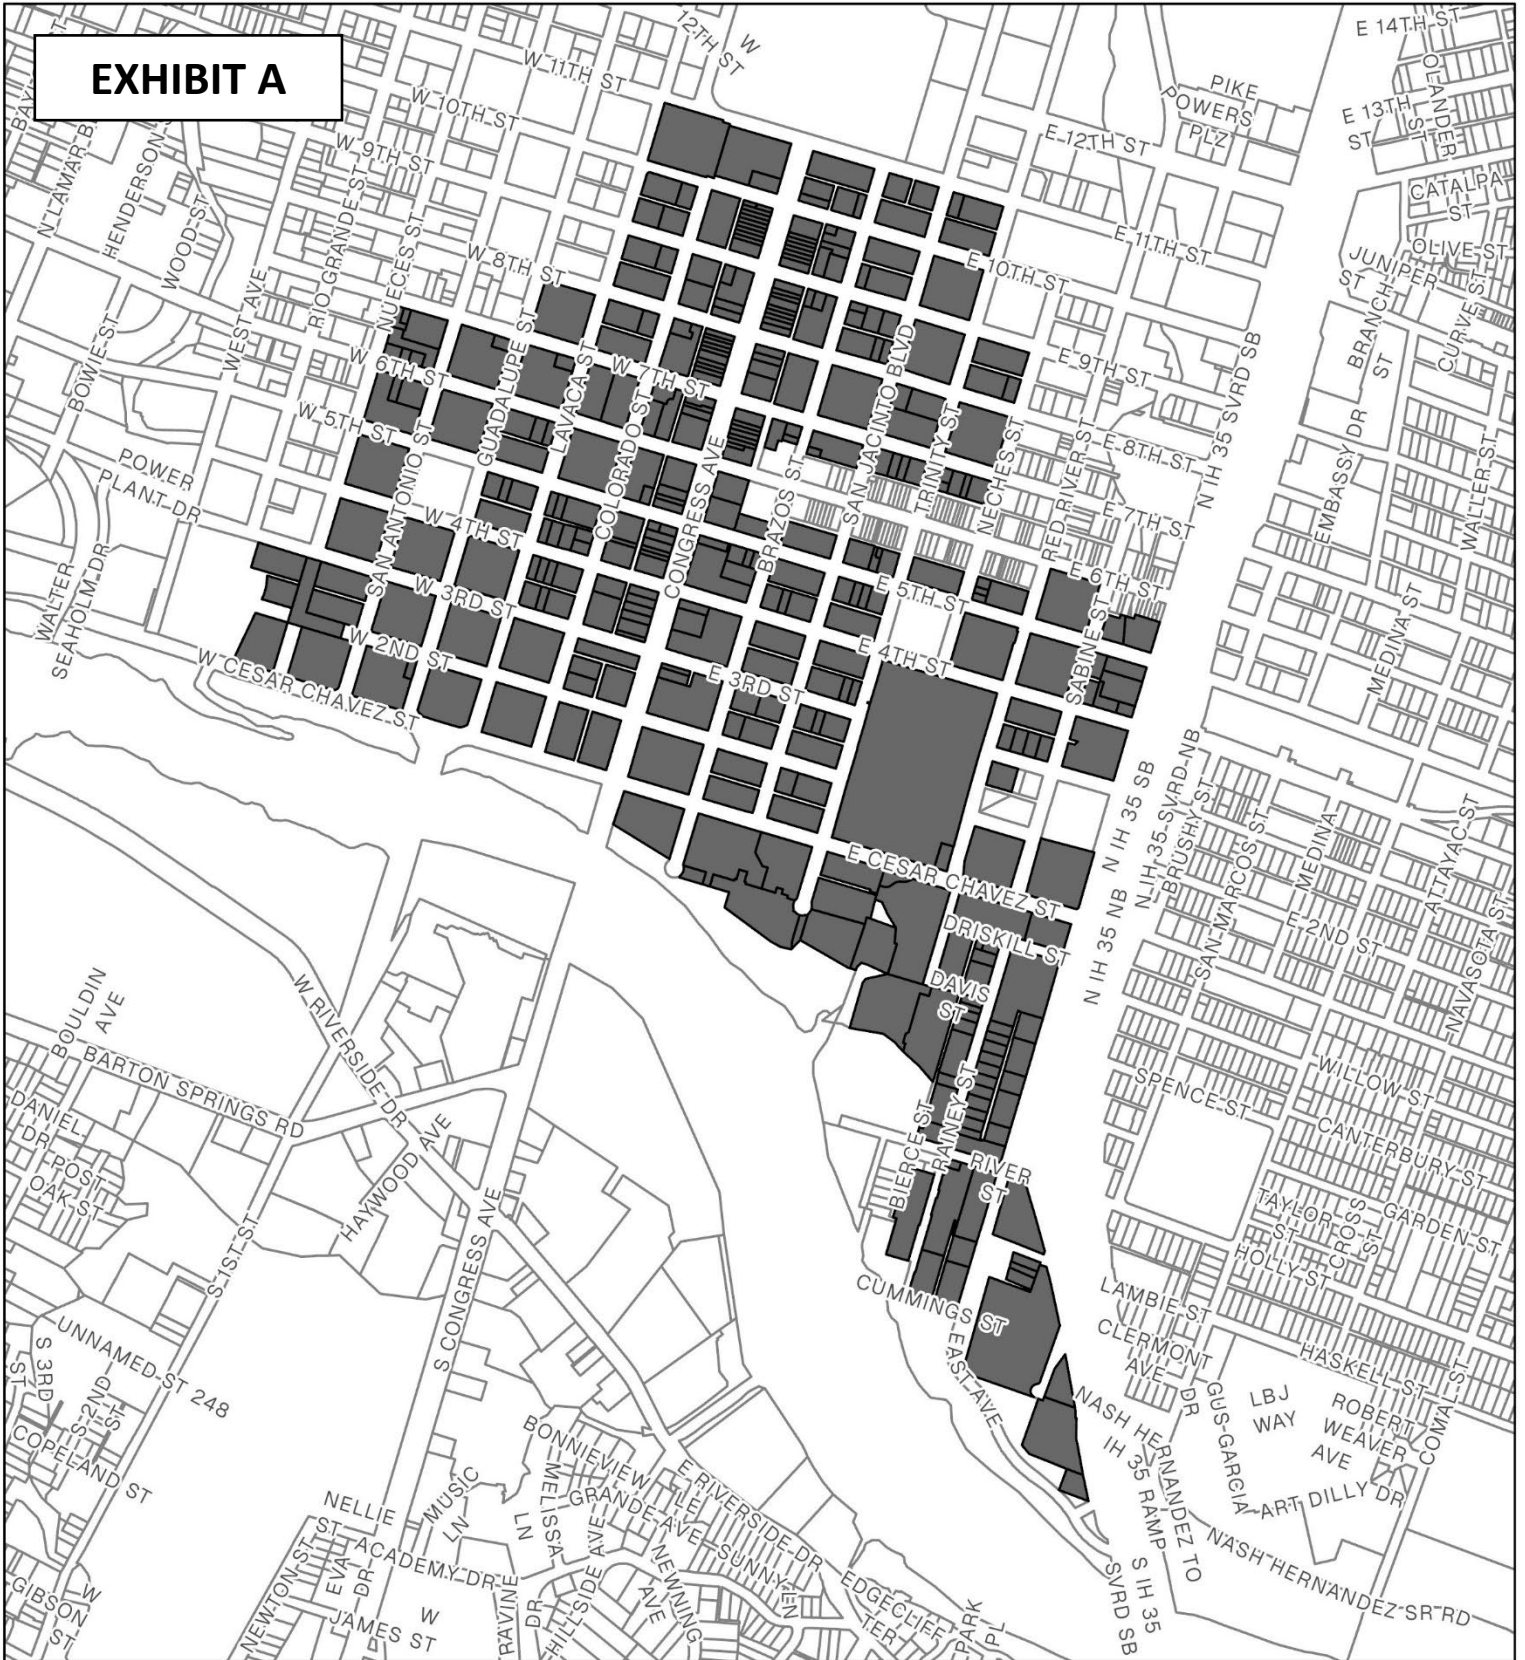 EXHIBIT A
W
12TH ST
W 11TH ST
W 10TH ST
W 9TH ST
W 8TH ST
W 7TH ST
W 6TH ST
W 5TH ST
W 4TH ST
W 3RD ST
W 2ND ST
W CESAR CHAVEZ ST
N LAMAR B
HENDERSON
WOOD ST
RIO GRANDE ST
NUECES ST
WEST AVE
BOWIE ST
POWER
PLANT DR
WALTER
SEAHOLM DR
SAN ANTONIO ST
GUADALUPE ST
LAVACA ST
COLORADO ST
CONGRESS AVE
BRAZOS ST
SAN JACINTO BLVD
TRINITY ST
NECHES ST
RED RIVER ST
SABINE ST
E 14TH ST
E 13TH
ST
OLANDER
ST
PIKE
POWERS
PLZ
E 12TH ST
E 11TH ST
E 10TH ST
E 9TH ST
E 8TH ST
E 7TH ST
E 6TH ST
E 5TH ST
E 4TH ST
E 3RD ST
E CESAR CHAVEZ ST
CATALPA
ST
OLIVE ST
JUNIPER
ST
BRANCH
ST
CURVE ST
N IH 35 SVRD SB
EMBASSY DR
WALLER ST
MEDINA ST
N IH 35 SB
N IH 35 NB
N IH 35 SVRD NB
N IH 35 NB
BRUSHY ST
SAN MARCOS ST
MEDINA
ATTAYAC ST
NAVASOTA ST
E 2ND ST
DRISKILL ST
DAVIS
ST
RAINEY ST
BIERCE ST
RIVER
ST
CUMMINGS ST
EAST AVE
SPENCE ST
WILLOW ST
CANTERBURY ST
TAYLOR
ST
CROSS
ST
GARDEN ST
HOLLY ST
LAMBIE ST
CLERMONT
AVE
HASKELL ST
LBJ
WAY
ROBERT
WEAVER
AVE
COMAL ST
GUS GARCIA
DR
ART DILLY DR
NASH HERNANDEZ TO
IH 35 RAMP
NASH HERNANDEZ SR RD
S IH 35
SVRD SB
BOULDIN
AVE
BARTON SPRINGS RD
W RIVERSIDE DR
DANIEL
DR
POST
OAK ST
HAYWOOD AVE
S 1ST ST
S CONGRESS AVE
UNNAMED ST 248
S 3RD
ST
S 2ND
ST
COPELAND ST
GIBSON
ST
W
NELLIE
ST
MUSIC
LN
ACADEMY DR
EVA
DR
NEWTON ST
W
JAMES ST
RAVINE
DR
BONNIEVIEW
MELISSA
LN
GRANDE AVE
LE
HILLSIDE AVE
NEWNING
AVE
SUNNY LN
E RIVERSIDE DR
EDGECLIFF
TER
PARK
PL